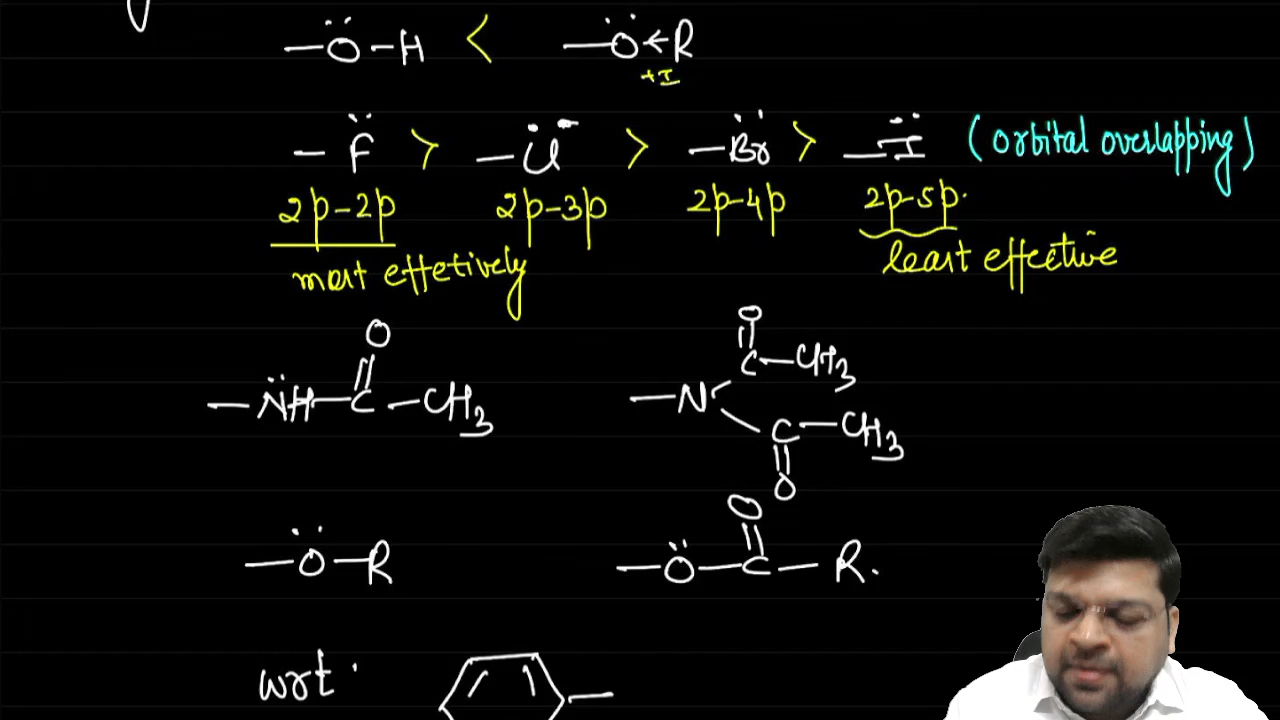 –Ö–H < –Ö←R
+I
–F > –Cl > –Br > –I (orbital overlapping)
2p-2p 2p-3p 2p-4p 2p-5p.
most effetively least effective
O
–NH–C–CH3
O
C–CH3
–N
C–CH3
O
–O–R
O
–O–C–R.
wrt